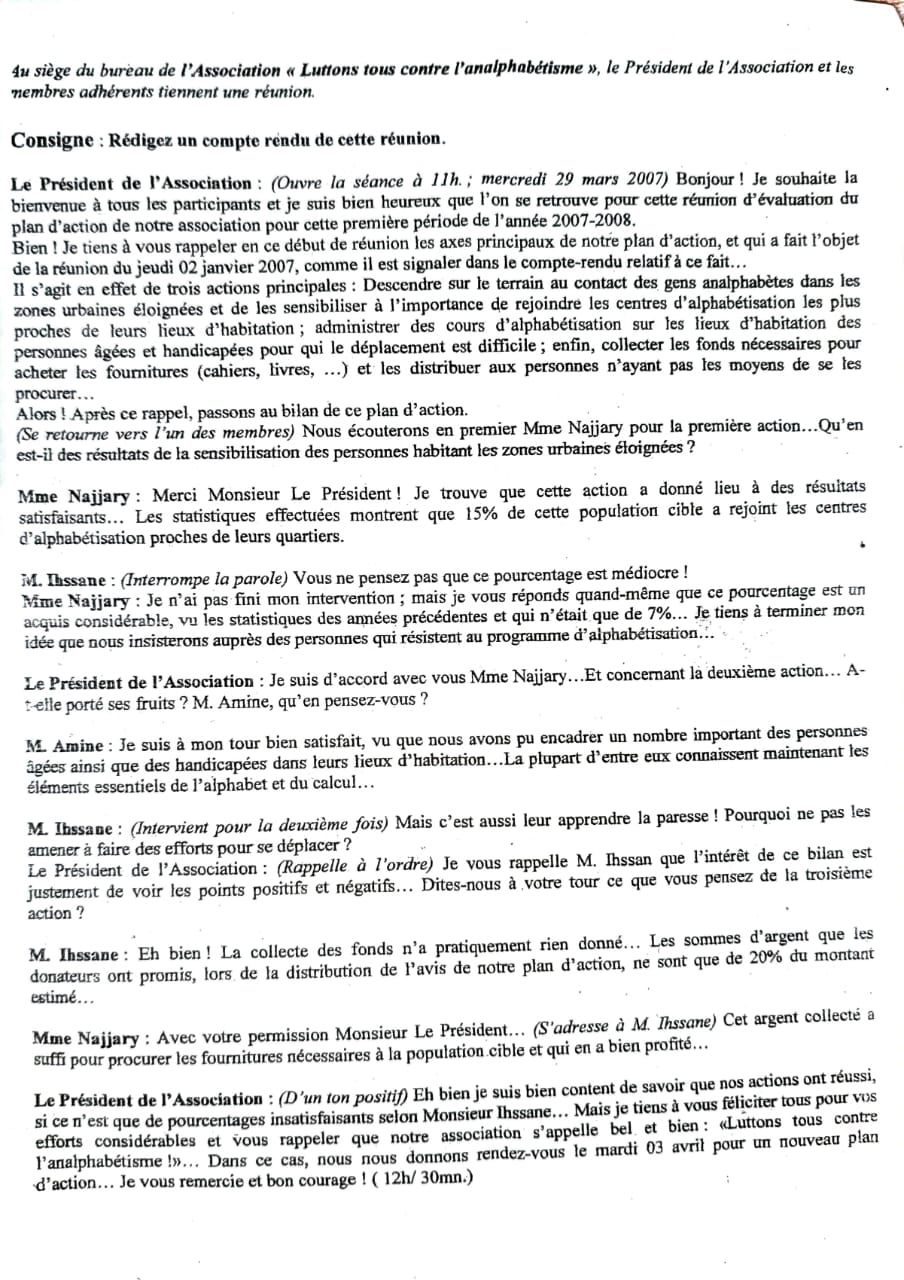 4u siège du bureau de l'Association « Luttons tous contre l'analphabétisme », le Président de l'Association et les
nembres adhérents tiennent une réunion.
Consigne : Rédigez un compte rendu de cette réunion.
Le Président de l'Association : (Ouvre la séance à 11h. ; mercredi 29 mars 2007) Bonjour ! Je souhaite la
bienvenue à tous les participants et je suis bien heureux que l'on se retrouve pour cette réunion d'évaluation du
plan d'action de notre association pour cette première période de l'année 2007-2008.
Bien ! Je tiens à vous rappeler en ce début de réunion les axes principaux de notre plan d'action, et qui a fait l'objet
de la réunion du jeudi 02 janvier 2007, comme il est signaler dans le compte-rendu relatif à ce fait…
Il s'agit en effet de trois actions principales : Descendre sur le terrain au contact des gens analphabètes dans les
zones urbaines éloignées et de les sensibiliser à l'importance de rejoindre les centres d'alphabétisation les plus
proches de leurs lieux d'habitation ; administrer des cours d'alphabétisation sur les lieux d'habitation des
personnes âgées et handicapées pour qui le déplacement est difficile ; enfin, collecter les fonds nécessaires pour
acheter les fournitures (cahiers, livres, …) et les distribuer aux personnes n'ayant pas les moyens de se les
procurer…
Alors ! Après ce rappel, passons au bilan de ce plan d'action.
(Se retourne vers l'un des membres) Nous écouterons en premier Mme Najjary pour la première action…Qu'en
est-il des résultats de la sensibilisation des personnes habitant les zones urbaines éloignées ?
Mme Najjary : Merci Monsieur Le Président ! Je trouve que cette action a donné lieu à des résultats
satisfaisants… Les statistiques effectuées montrent que 15% de cette population cible a rejoint les centres
d'alphabétisation proches de leurs quartiers.
M. Ihssane : (Interrompe la parole) Vous ne pensez pas que ce pourcentage est médiocre !
Mme Najjary : Je n'ai pas fini mon intervention ; mais je vous réponds quand-même que ce pourcentage est un
acquis considérable, vu les statistiques des années précédentes et qui n'était que de 7%… Je tiens à terminer mon
idée que nous insisterons auprès des personnes qui résistent au programme d'alphabétisation…
Le Président de l'Association : Je suis d'accord avec vous Mme Najjary…Et concernant la deuxième action… A-
t-elle porté ses fruits ? M. Amine, qu'en pensez-vous ?
M. Amine : Je suis à mon tour bien satisfait, vu que nous avons pu encadrer un nombre important des personnes
âgées ainsi que des handicapées dans leurs lieux d'habitation…La plupart d'entre eux connaissent maintenant les
éléments essentiels de l'alphabet et du calcul…
M. Ihssane : (Intervient pour la deuxième fois) Mais c'est aussi leur apprendre la paresse ! Pourquoi ne pas les
amener à faire des efforts pour se déplacer ?
Le Président de l'Association : (Rappelle à l'ordre) Je vous rappelle M. Ihssan que l'intérêt de ce bilan est
justement de voir les points positifs et négatifs… Dites-nous à votre tour ce que vous pensez de la troisième
action ?
M. Ihssane : Eh bien ! La collecte des fonds n'a pratiquement rien donné… Les sommes d'argent que les
donateurs ont promis, lors de la distribution de l'avis de notre plan d'action, ne sont que de 20% du montant
estimé…
Mme Najjary : Avec votre permission Monsieur Le Président… (S'adresse à M. Ihssane) Cet argent collecté a
suffi pour procurer les fournitures nécessaires à la population cible et qui en a bien profité…
Le Président de l'Association : (D'un ton positif) Eh bien je suis bien content de savoir que nos actions ont réussi,
si ce n'est que de pourcentages insatisfaisants selon Monsieur Ihssane… Mais je tiens à vous féliciter tous pour vos
efforts considérables et vous rappeler que notre association s'appelle bel et bien : «Luttons tous contre
l'analphabétisme !»… Dans ce cas, nous nous donnons rendez-vous le mardi 03 avril pour un nouveau plan
d'action… Je vous remercie et bon courage ! ( 12h/ 30mn.)